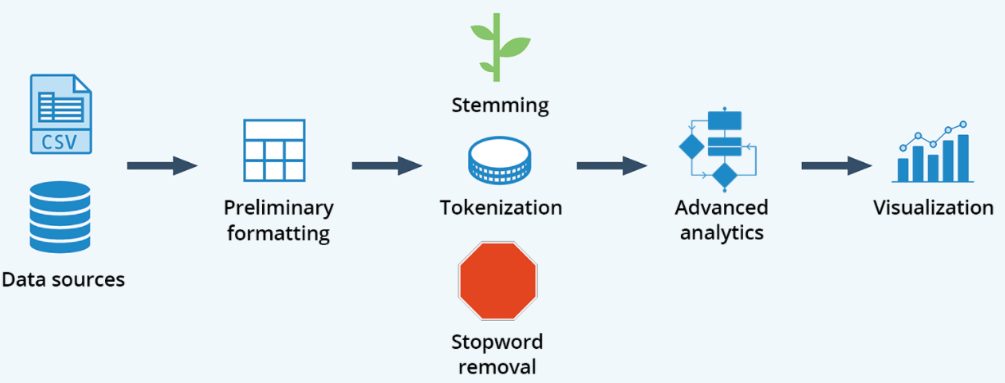 CSV
Data sources
Preliminary
formatting
Stemming
Tokenization
Stopword
removal
Advanced
analytics
Visualization